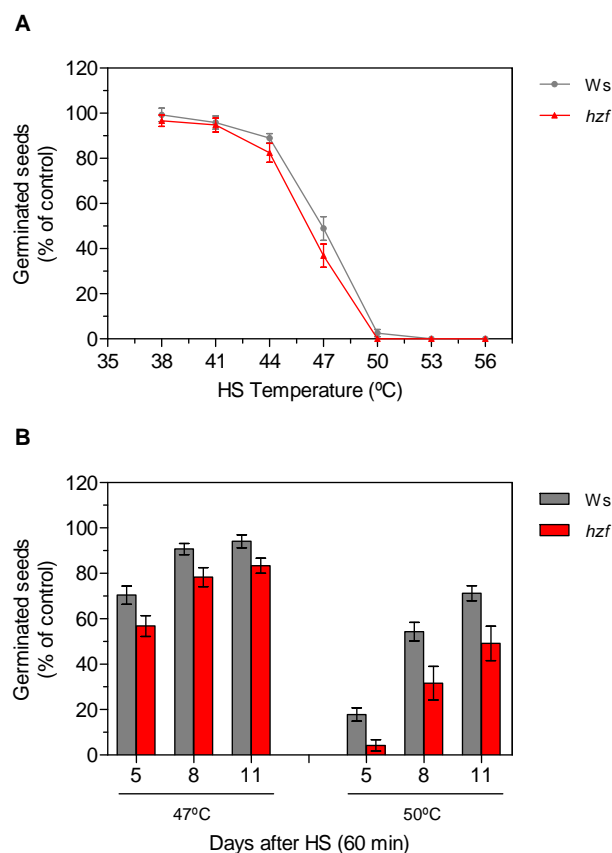 A
120
100
80
60
40
20
0
Germinated seeds
(% of control)
35 38 41 44 47 50 53 56
HS Temperature (ºC)
Ws
hzf
B
120
100
80
60
40
20
0
Germinated seeds
(% of control)
5 8 11 5 8 11
47ºC 50ºC
Days after HS (60 min)
Ws
hzf